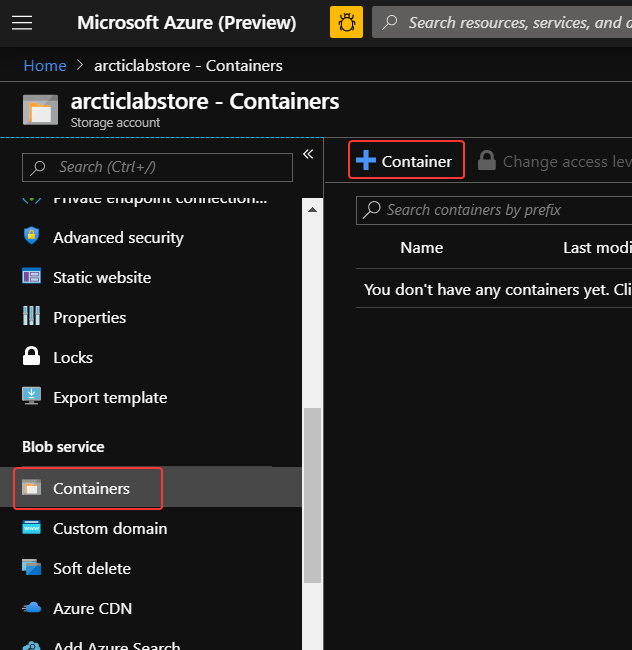 Microsoft Azure (Preview)
Search resources, services, and d
Home > arcticlabstore - Containers
arcticlabstore - Containers
Storage account
Search (Ctrl+/)
«
Private endpoint connection...
Advanced security
Static website
Properties
Locks
Export template
Blob service
Containers
Custom domain
Soft delete
Azure CDN
Add Azure Search
+ Container
Change access lev
Search containers by prefix
Name
Last modi
You don't have any containers yet. Cli